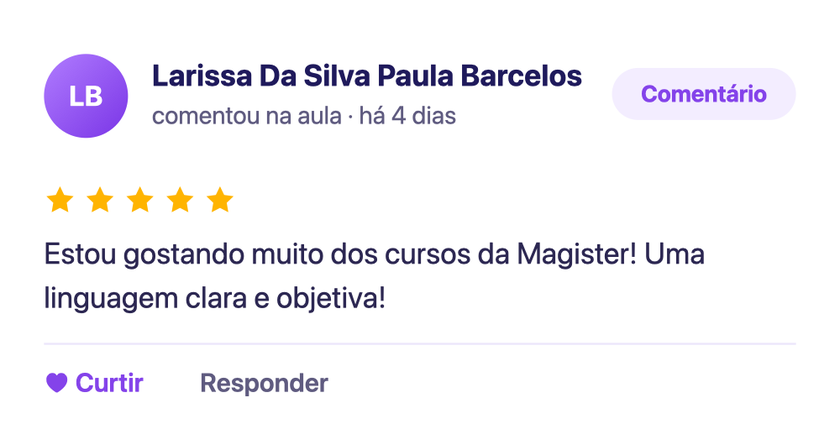 LB
Larissa Da Silva Paula Barcelos
comentou na aula · há 4 dias
Comentário
Estou gostando muito dos cursos da Magister! Uma
linguagem clara e objetiva!
Curtir
Responder